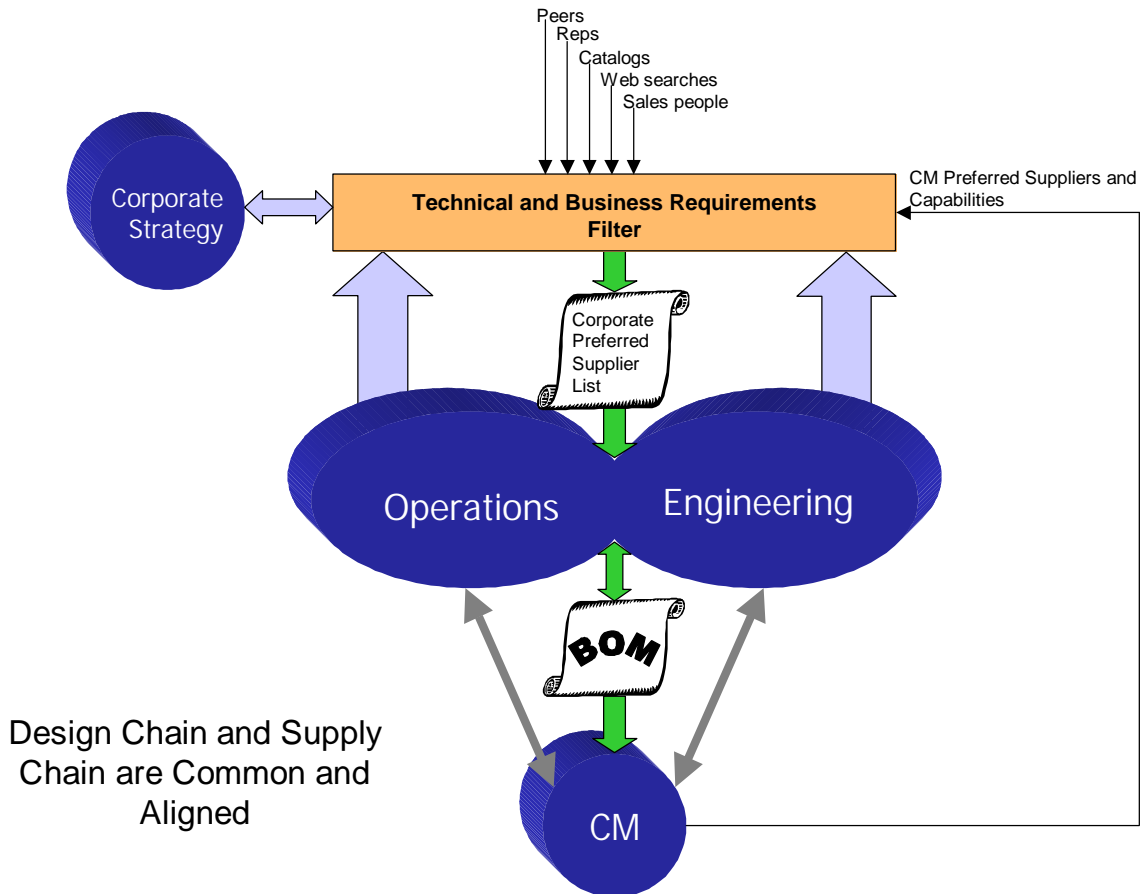 Peers
Reps
Catalogs
Web searches
Sales people
Corporate
Strategy
Technical and Business Requirements
Filter
CM Preferred Suppliers and
Capabilities
Corporate
Preferred
Supplier
List
Operations
Engineering
BOM
Design Chain and Supply
Chain are Common and
Aligned
CM